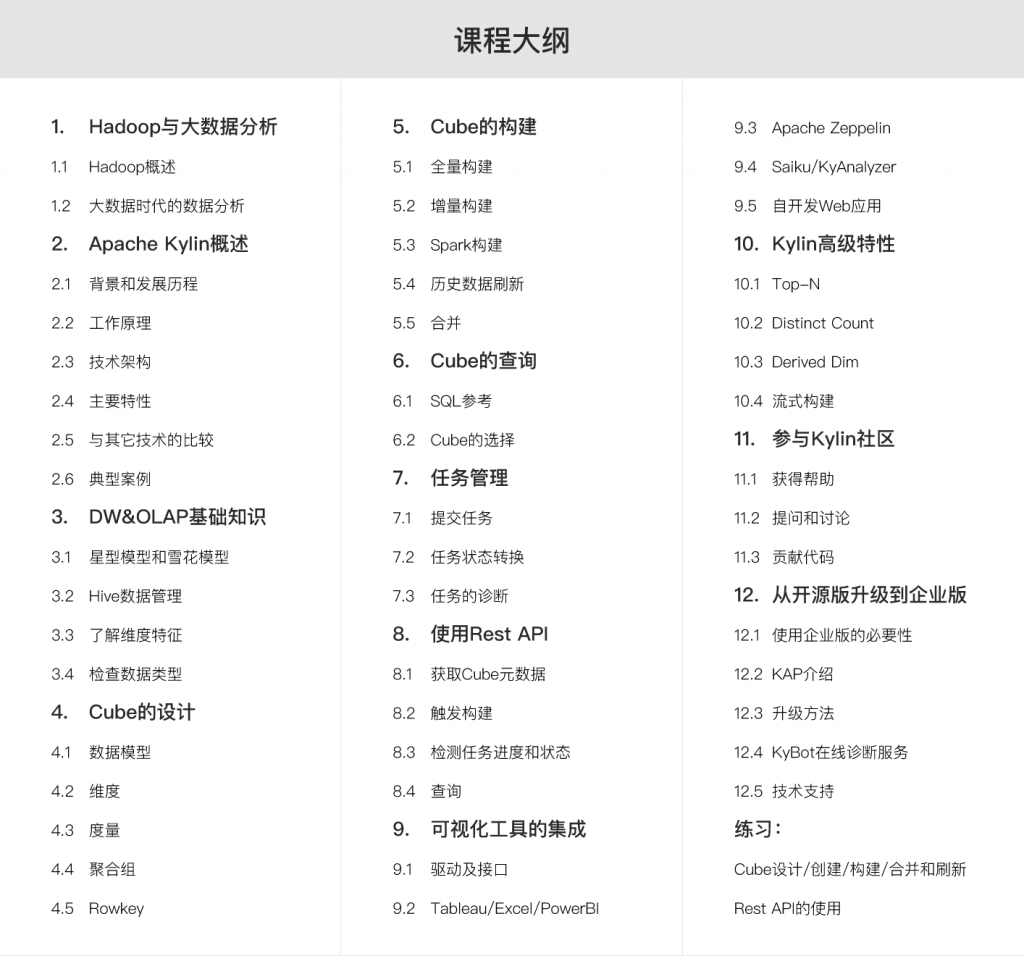 课程大纲
1. Hadoop与大数据分析
1.1 Hadoop概述
1.2 大数据时代的数据分析
2. Apache Kylin概述
2.1 背景和发展历程
2.2 工作原理
2.3 技术架构
2.4 主要特性
2.5 与其它技术的比较
2.6 典型案例
3. DW&OLAP基础知识
3.1 星型模型和雪花模型
3.2 Hive数据管理
3.3 了解维度特征
3.4 检查数据类型
4. Cube的设计
4.1 数据模型
4.2 维度
4.3 度量
4.4 聚合组
4.5 Rowkey
5. Cube的构建
5.1 全量构建
5.2 增量构建
5.3 Spark构建
5.4 历史数据刷新
5.5 合并
6. Cube的查询
6.1 SQL参考
6.2 Cube的选择
7. 任务管理
7.1 提交任务
7.2 任务状态转换
7.3 任务的诊断
8. 使用Rest API
8.1 获取Cube元数据
8.2 触发构建
8.3 检测任务进度和状态
8.4 查询
9. 可视化工具的集成
9.1 驱动及接口
9.2 Tableau/Excel/PowerBI
9.3 Apache Zeppelin
9.4 Saiku/KyAnalyzer
9.5 自开发Web应用
10. Kylin高级特性
10.1 Top-N
10.2 Distinct Count
10.3 Derived Dim
10.4 流式构建
11. 参与Kylin社区
11.1 获得帮助
11.2 提问和讨论
11.3 贡献代码
12. 从开源版升级到企业版
12.1 使用企业版的必要性
12.2 KAP介绍
12.3 升级方法
12.4 KyBot在线诊断服务
12.5 技术支持
练习：
Cube设计/创建/构建/合并和刷新
Rest API的使用